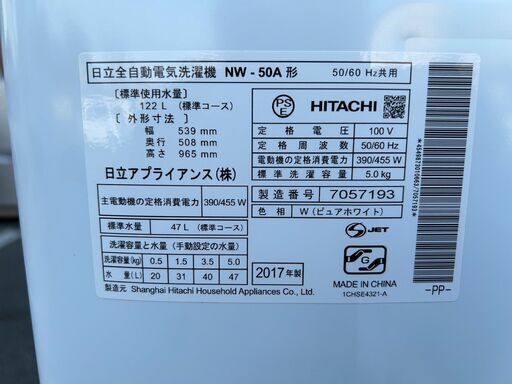 日立全自動電気洗濯機 NW-50A 形 50/60 Hz共用
〔標準使用水量〕
122 L (標準コース)
〔外形寸法〕
幅 539 mm
奥行 508 mm
高さ 965 mm
日立アプライアンス(株)
主電動機の定格消費電力 390/455 W
標準水量 47 L (標準コース)
洗濯容量と水量 (手動設定の水量)
洗濯容量(kg) 0.5 1.5 3.5 5.0
水量(L) 20 31 40 47
2017年製
製造元 Shanghai Hitachi Household Appliances Co., Ltd.
PSE HITACHI
定格電圧 100 V
定格周波数 50/60 Hz
電動機の定格消費電力 390/455 W
標準洗濯容量 5.0 kg
製造番号 7057193
色相 W (ピュアホワイト)
JET
G
MADE IN CHINA
1CHSE4321-A
-PP-